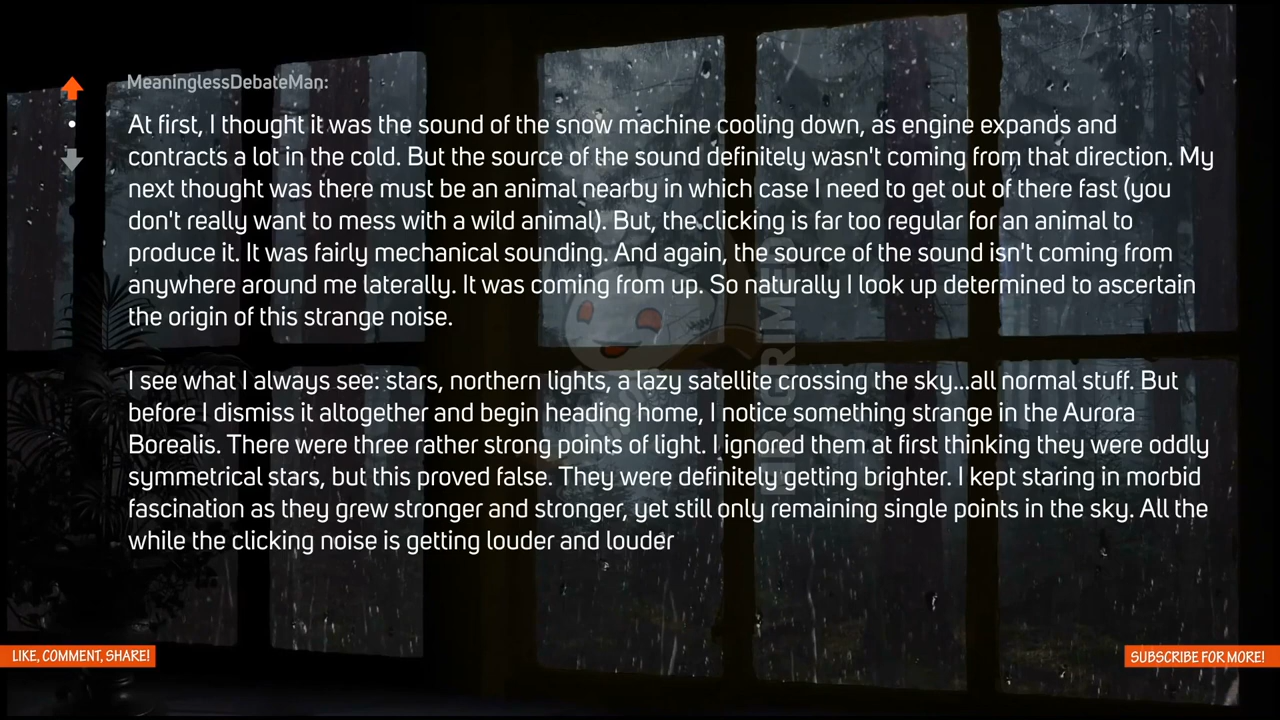 MeaninglessDebateMan:
At first, I thought it was the sound of the snow machine cooling down, as engine expands and
contracts a lot in the cold. But the source of the sound definitely wasn't coming from that direction. My
next thought was there must be an animal nearby in which case I need to get out of there fast (you
don't really want to mess with a wild animal). But, the clicking is far too regular for an animal to
produce it. It was fairly mechanical sounding. And again, the source of the sound isn't coming from
anywhere around me laterally. It was coming from up. So naturally I look up determined to ascertain
the origin of this strange noise.
I see what I always see: stars, northern lights, a lazy satellite crossing the sky...all normal stuff. But
before I dismiss it altogether and begin heading home, I notice something strange in the Aurora
Borealis. There were three rather strong points of light. I ignored them at first thinking they were oddly
symmetrical stars, but this proved false. They were definitely getting brighter. I kept staring in morbid
fascination as they grew stronger and stronger, yet still only remaining single points in the sky. All the
while the clicking noise is getting louder and louder
LIKE, COMMENT, SHARE!
SUBSCRIBE FOR MORE!